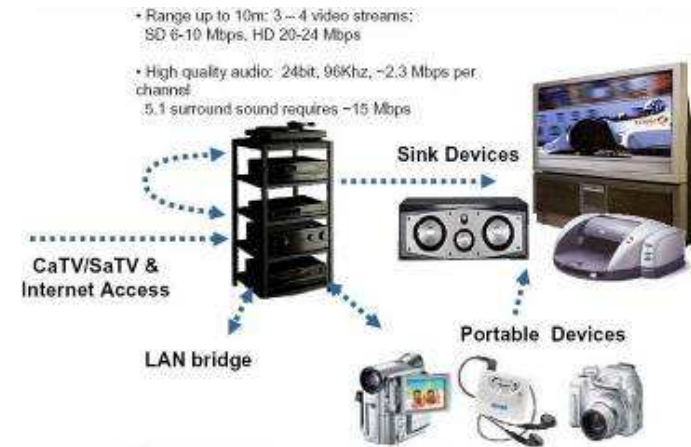 • Range up to 10m: 3 – 4 video streams:
SD 6-10 Mbps, HD 20-24 Mbps
• High quality audio: 24bit, 96Khz, ~2.3 Mbps per
channel
5.1 surround sound requires ~15 Mbps
Sink Devices
CaTV/SaTV &
Internet Access
LAN bridge
Portable Devices